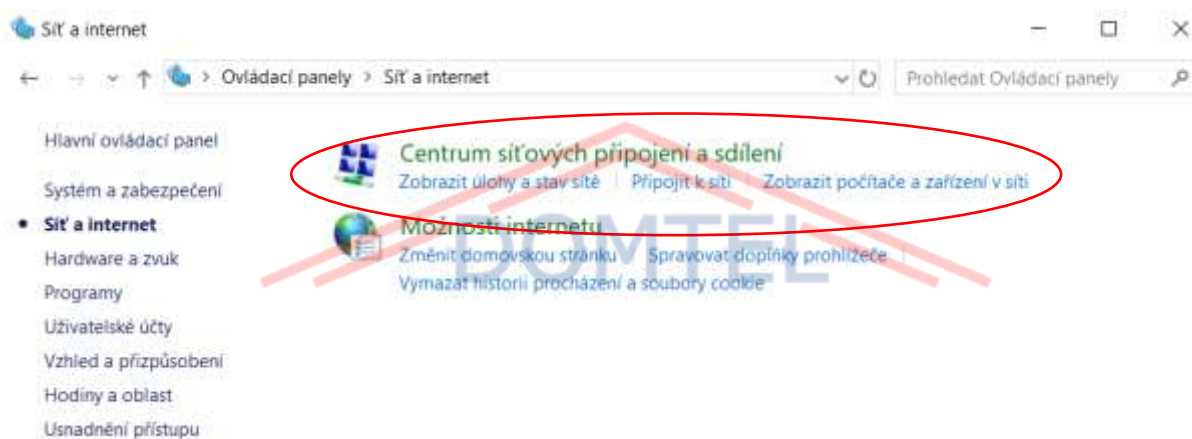 Síť a internet
Ovládací panely > Síť a internet
Prohledat Ovládací panely
Hlavní ovládací panel
Systém a zabezpečení
Síť a internet
Hardware a zvuk
Programy
Uživatelské účty
Vzhled a přizpůsobení
Hodiny a oblast
Usnadnění přístupu
Centrum síťových připojení a sdílení
Zobrazit úlohy a stav sítě | Připojit k síti | Zobrazit počítače a zařízení v síti
Možnosti internetu
Změnit domovskou stránku | Spravovat doplňky prohlížeče |
Vymazat historii procházení a soubory cookie
DOMTEL